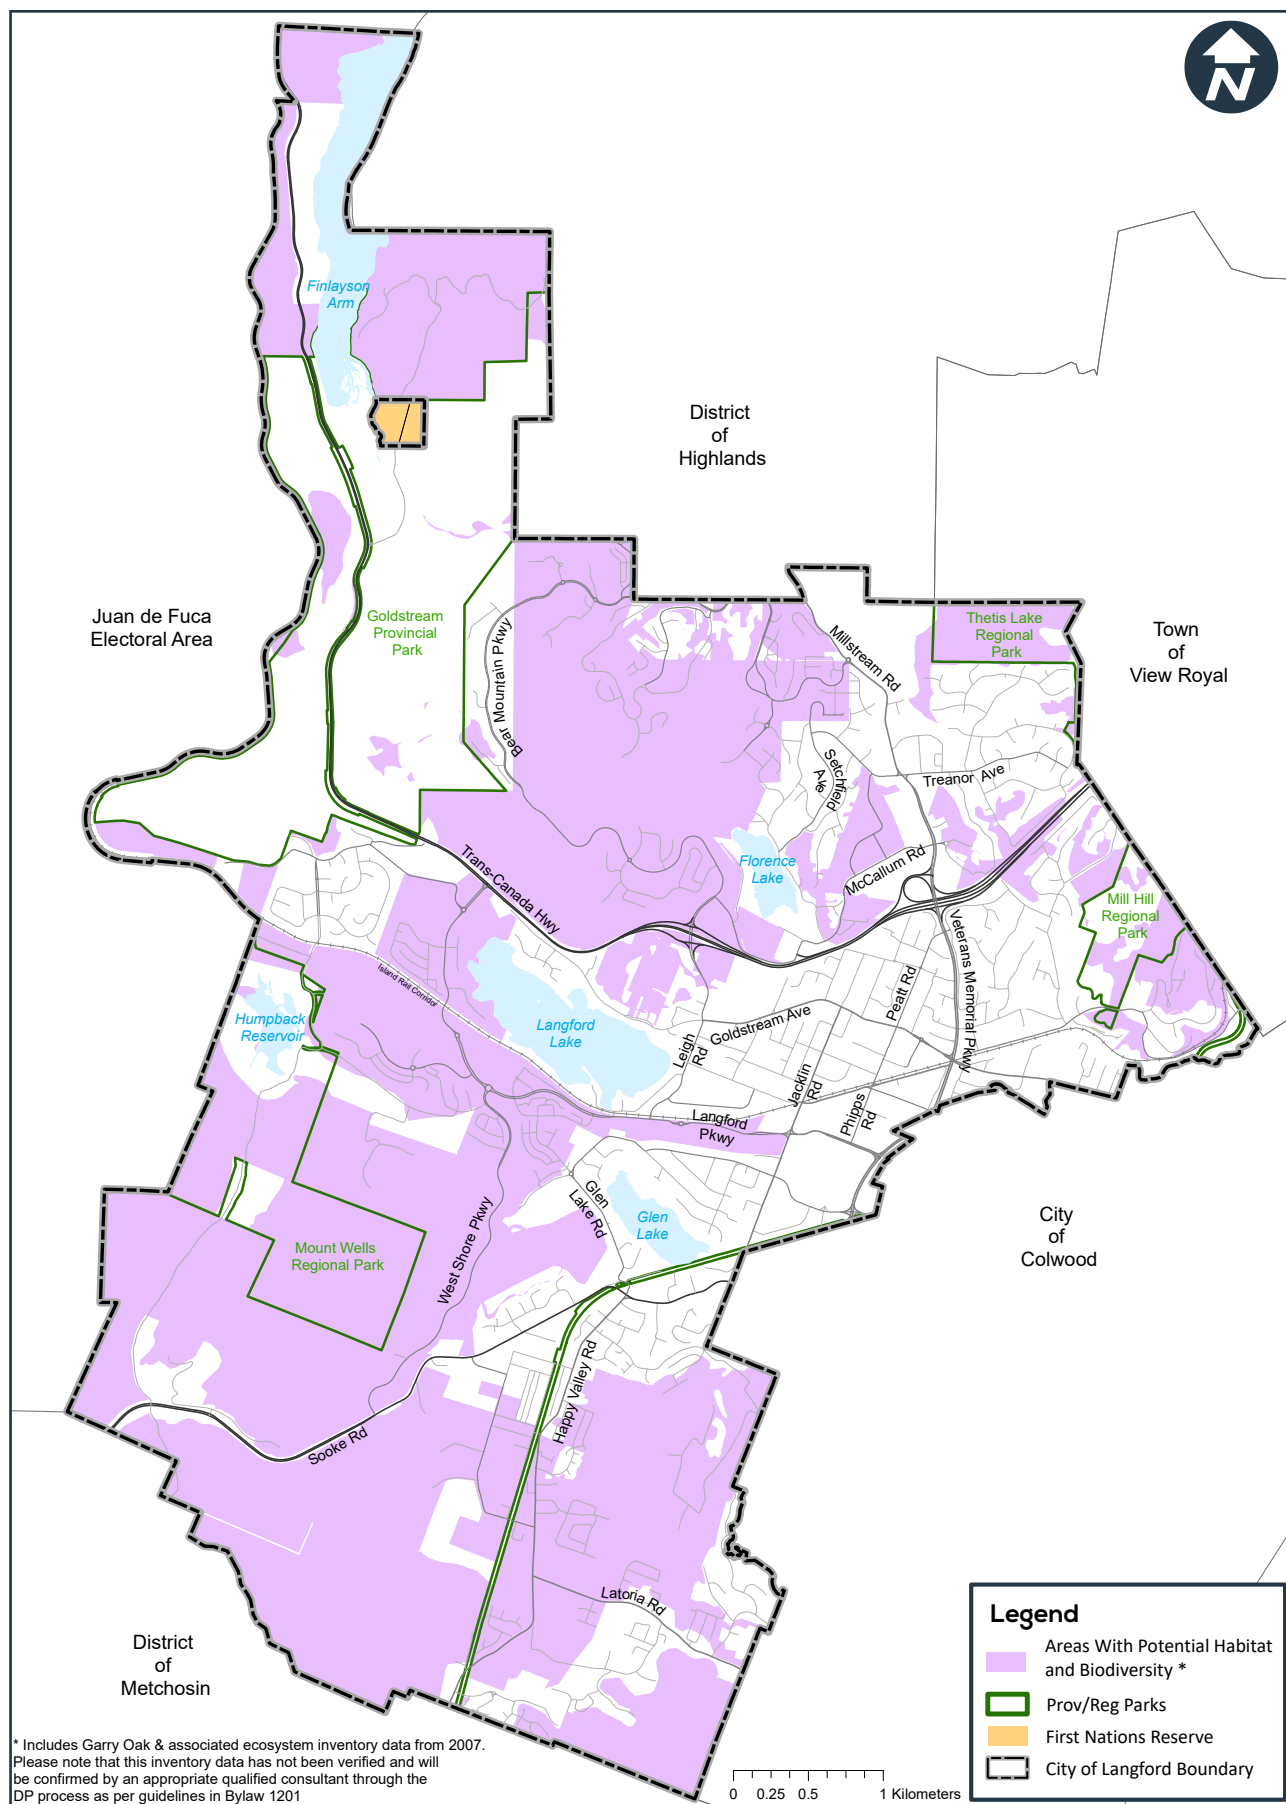 N
Finlayson
Arm
District
of
Highlands
Juan de Fuca
Electoral Area
Goldstream
Provincial
Park
Thetis Lake
Regional
Park
Town
of
View Royal
Millstream Rd
Bear Mountain Pkwy
Setchfield
Ave
Treanor Ave
Trans-Canada Hwy
Florence
Lake
McCallum Rd
Mill Hill
Regional
Park
Veterans Memorial Pkwy
Island Rail Corridor
Peatt Rd
Humpback
Reservoir
Langford
Lake
Goldstream Ave
Leigh
Rd
Jacklin
Rd
Phipps
Rd
Langford
Pkwy
Glen
Lake Rd
Glen
Lake
West Shore Pkwy
City
of
Colwood
Mount Wells
Regional Park
Happy Valley Rd
Sooke Rd
Latoria Rd
District
of
Metchosin
Legend
Areas With Potential Habitat
and Biodiversity *
Prov/Reg Parks
First Nations Reserve
City of Langford Boundary
* Includes Garry Oak & associated ecosystem inventory data from 2007.
Please note that this inventory data has not been verified and will
be confirmed by an appropriate qualified consultant through the
DP process as per guidelines in Bylaw 1201
0 0.25 0.5 1 Kilometers